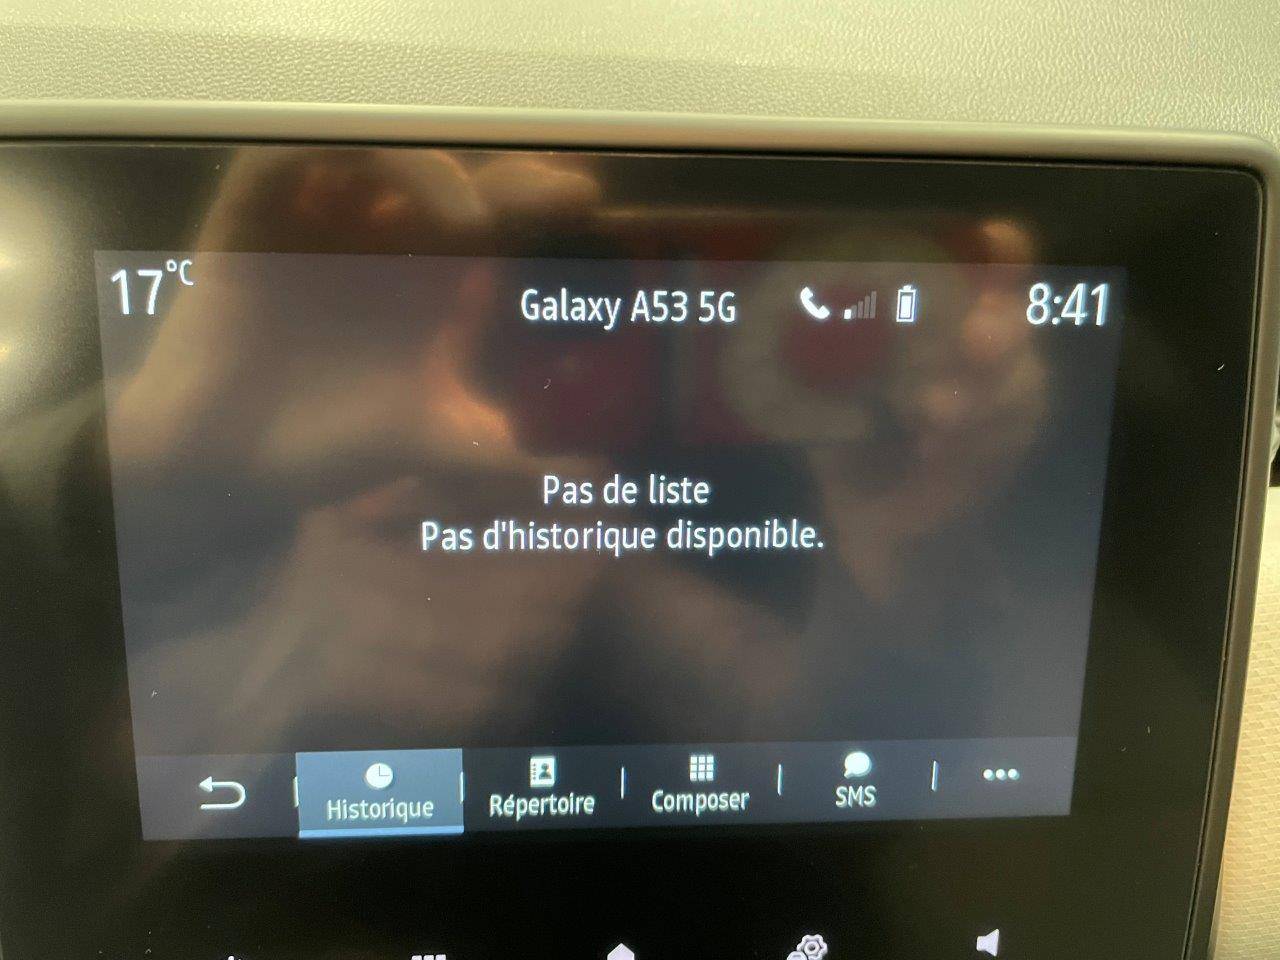 17°C
Galaxy A53 5G
8:41
Pas de liste
Pas d'historique disponible.
Historique
Répertoire
Composer
SMS